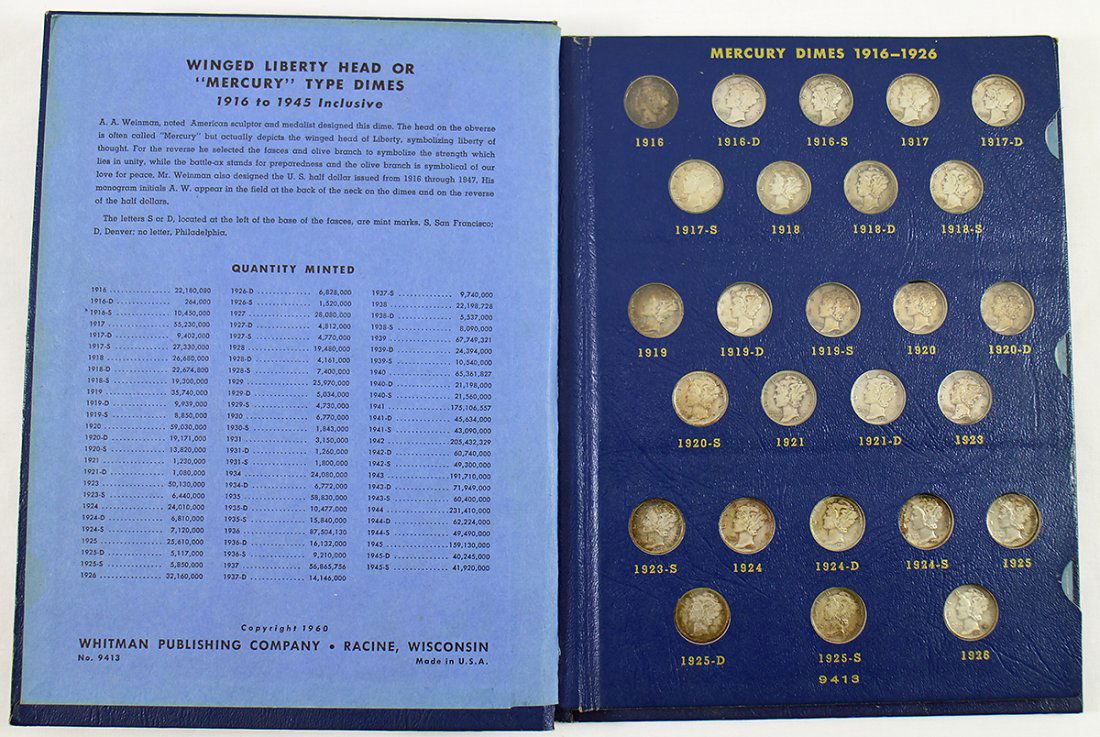 WINGED LIBERTY HEAD OR
"MERCURY" TYPE DIMES
1916 to 1945 Inclusive
A. A. Weinman, noted American sculptor and medalist designed this dime. The head on the obverse
is often called "Mercury" but actually depicts the winged head of Liberty, symbolizing liberty of
thought. For the reverse he selected the fasces and olive branch to symbolize the strength which
lies in unity, while the battle-ax stands for preparedness and the olive branch is symbolical of our
love for peace. Mr. Weinman also designed the U. S. half dollar issued from 1916 through 1947. His
monogram initials A. W. appear in the field at the back of the neck on the dimes and on the reverse
of the half dollars.
The letters S or D, located at the left of the base of the fasces, are mint marks. S, San Francisco;
D, Denver; no letter, Philadelphia.
QUANTITY MINTED
1916 22,180,080
1916-D 264,000
1916-S 10,450,000
1917 55,230,000
1917-D 9,402,000
1917-S 27,330,000
1918 26,680,000
1918-D 22,674,800
1918-S 19,300,000
1919 35,740,000
1919-D 9,939,000
1919-S 8,850,000
1920 59,030,000
1920-D 19,171,000
1920-S 13,820,000
1921 1,230,000
1921-D 1,080,000
1923 50,130,000
1923-S 6,440,000
1924 24,010,000
1924-D 6,810,000
1924-S 7,120,000
1925 25,610,000
1925-D 5,117,000
1925-S 5,850,000
1926 32,160,000
1926-D 6,828,000
1926-S 1,520,000
1927 28,080,000
1927-D 4,812,000
1927-S 4,770,000
1928 19,480,000
1928-D 4,161,000
1928-S 7,400,000
1929 25,970,000
1929-D 5,034,000
1929-S 4,730,000
1930 6,770,000
1930-S 1,843,000
1931 3,150,000
1931-D 1,260,000
1931-S 1,800,000
1934 24,080,000
1934-D 6,772,000
1935 58,830,000
1935-D 10,477,000
1935-S 15,840,000
1936 87,504,130
1936-D 16,132,000
1936-S 9,210,000
1937 56,865,756
1937-D 14,146,000
1937-S 9,740,000
1938 22,198,728
1938-D 5,537,000
1938-S 8,090,000
1939 67,749,321
1939-D 24,394,000
1939-S 10,540,000
1940 65,361,827
1940-D 21,198,000
1940-S 21,560,000
1941 175,106,557
1941-D 45,634,000
1941-S 43,090,000
1942 205,432,329
1942-D 60,740,000
1942-S 49,300,000
1943 191,710,000
1943-D 71,949,000
1943-S 60,400,000
1944 231,410,000
1944-D 62,224,000
1944-S 49,490,000
1945 159,130,000
1945-D 40,245,000
1945-S 41,920,000
Copyright 1960
WHITMAN PUBLISHING COMPANY • RACINE, WISCONSIN
No. 9413 Made in U.S.A.
MERCURY DIMES 1916-1926
1916 1916-D 1916-S 1917 1917-D
1917-S 1918 1918-D 1918-S
1919 1919-D 1919-S 1920 1920-D
1920-S 1921 1921-D 1923
1923-S 1924 1924-D 1924-S 1925
1925-D 1925-S 1926
9413